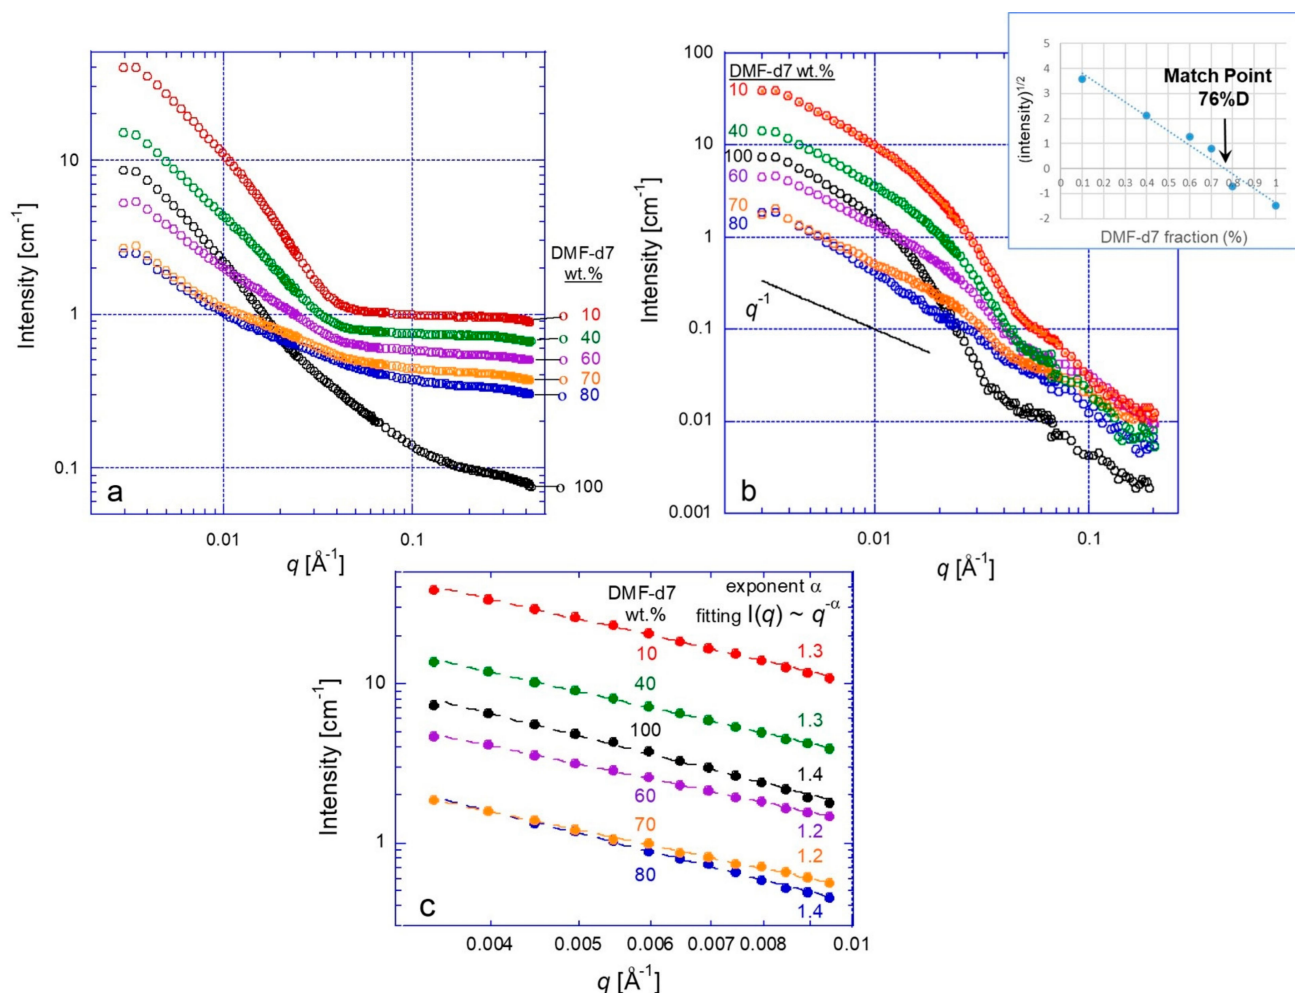 10
1
0.1
Intensity [cm-1]
0.01
0.1
q [Å-1]
a
DMF-d7
wt.%
10
40
60
70
80
100
100
10
1
0.1
0.01
0.001
Intensity [cm-1]
DMF-d7 wt.%
10
40
100
60
70
80
q-1
b
0.01
0.1
q [Å-1]
5
4
3
2
1
0
-1
-2
(intensity)1/2
Match Point
76%D
0 0.1 0.2 0.3 0.4 0.5 0.6 0.7 0.8 0.9 1
DMF-d7 fraction (%)
10
1
Intensity [cm-1]
DMF-d7
wt.%
exponent α
fitting I(q) ~ q-α
10
1.3
40
1.3
100
1.4
60
1.2
70
1.2
80
1.4
c
0.004 0.005 0.006 0.007 0.008 0.01
q [Å-1]